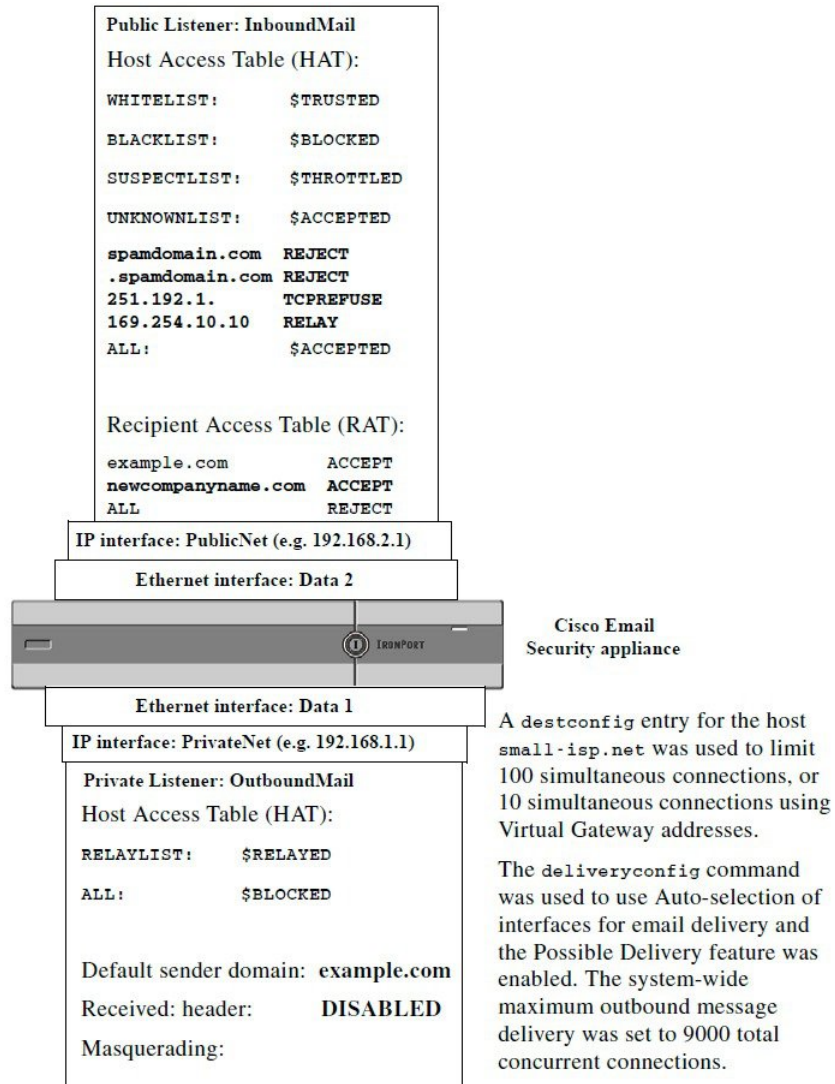 Public Listener: InboundMail
Host Access Table (HAT):
WHITELIST: $TRUSTED
BLACKLIST: $BLOCKED
SUSPECTLIST: $THROTTLED
UNKNOWNLIST: $ACCEPTED
spamdomain.com REJECT
.spamdomain.com REJECT
251.192.1. TCPREFUSE
169.254.10.10 RELAY
ALL: $ACCEPTED
Recipient Access Table (RAT):
example.com ACCEPT
newcompanyname.com ACCEPT
ALL REJECT
IP interface: PublicNet (e.g. 192.168.2.1)
Ethernet interface: Data 2
IRONPORT
Cisco Email
Security appliance
Ethernet interface: Data 1
IP interface: PrivateNet (e.g. 192.168.1.1)
Private Listener: OutboundMail
Host Access Table (HAT):
RELAYLIST: $RELAYED
ALL: $BLOCKED
Default sender domain: example.com
Received: header: DISABLED
Masquerading:
A destconfig entry for the host
small-isp.net was used to limit
100 simultaneous connections, or
10 simultaneous connections using
Virtual Gateway addresses.
The deliveryconfig command
was used to use Auto-selection of
interfaces for email delivery and
the Possible Delivery feature was
enabled. The system-wide
maximum outbound message
delivery was set to 9000 total
concurrent connections.